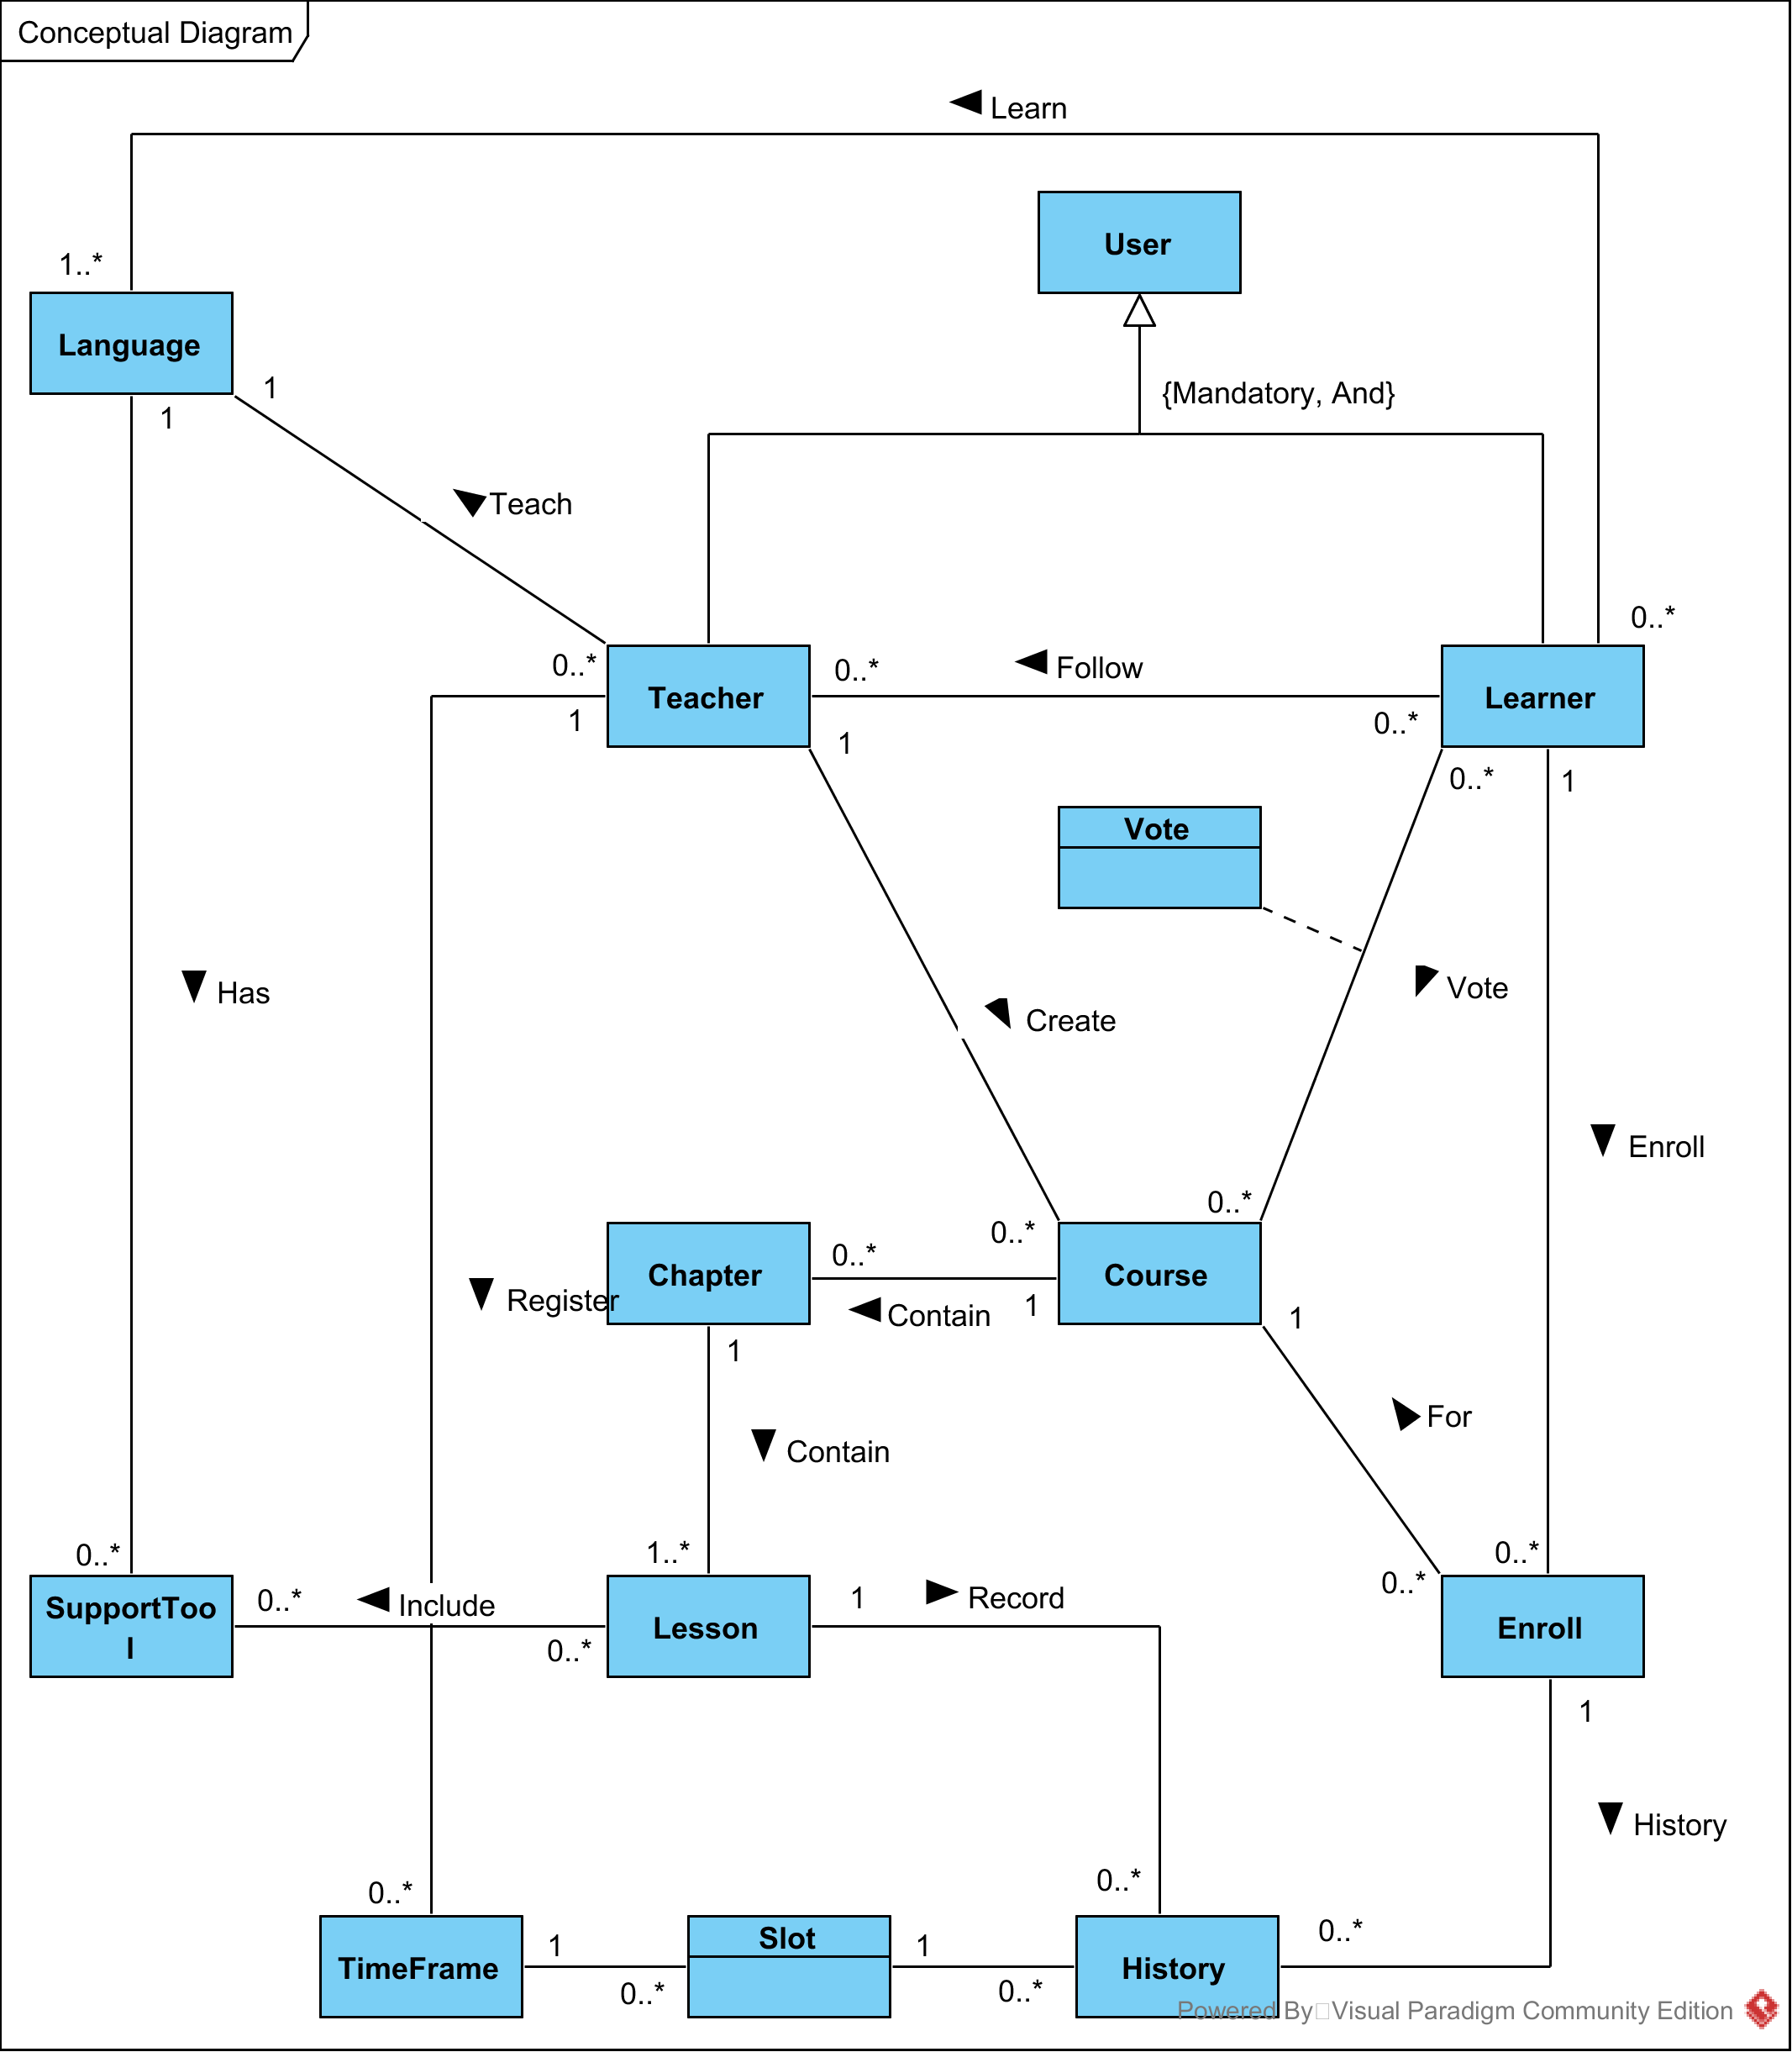 Conceptual Diagram
Learn
User
1..*
Language
1
1
{Mandatory, And}
Teach
0..*
0..*
0..*
Follow
Teacher
Learner
1
0..*
1
0..*
1
Vote
Has
Vote
Create
Enroll
0..*
0..*
0..*
Chapter
Course
Register
Contain
1
1
1
For
Contain
0..*
1..*
0..*
0..*
SupportToo
l
0..*
Include
1
Record
0..*
Lesson
Enroll
1
History
0..*
0..*
0..*
Slot
1
1
TimeFrame
History
0..*
0..*
Powered By Visual Paradigm Community Edition